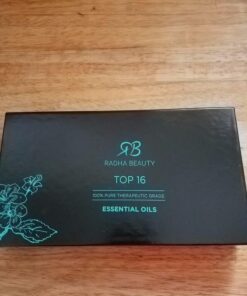 RB
RADHA BEAUTY
TOP 16
100% PURE THERAPEUTIC GRADE
ESSENTIAL OILS